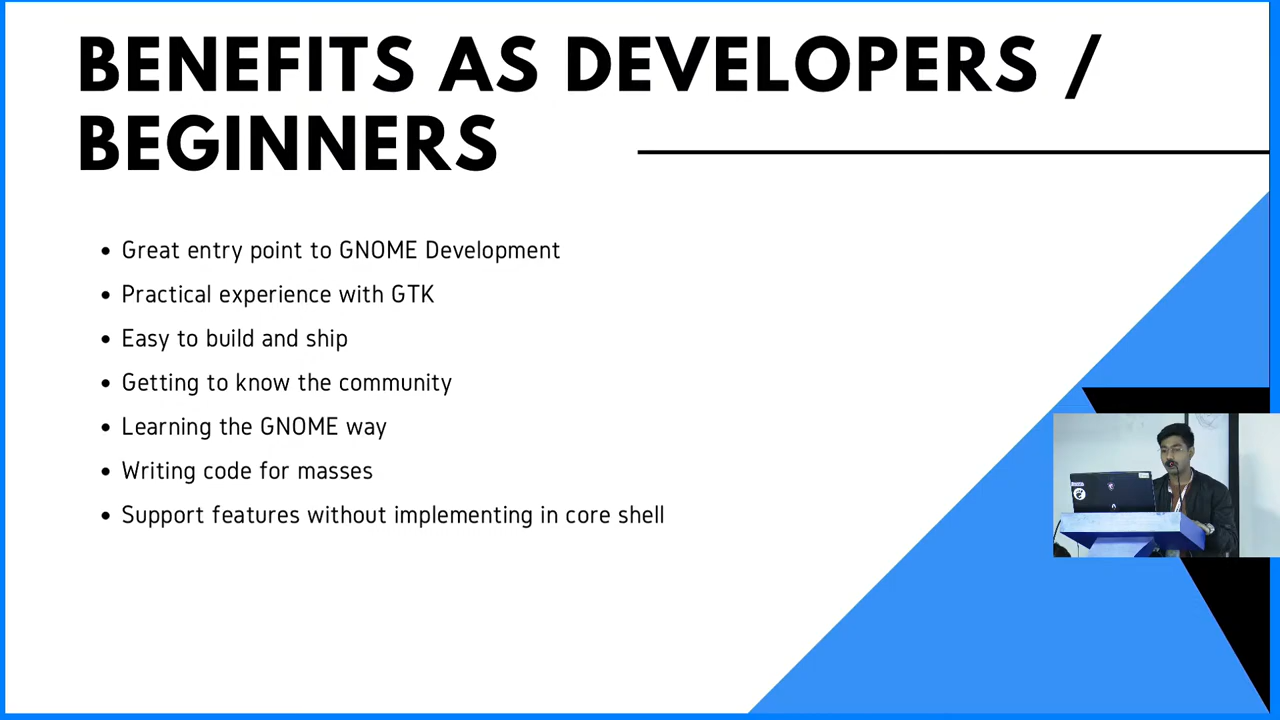 BENEFITS AS DEVELOPERS /
BEGINNERS
Great entry point to GNOME Development
Practical experience with GTK
Easy to build and ship
Getting to know the community
Learning the GNOME way
Writing code for masses
Support features without implementing in core shell